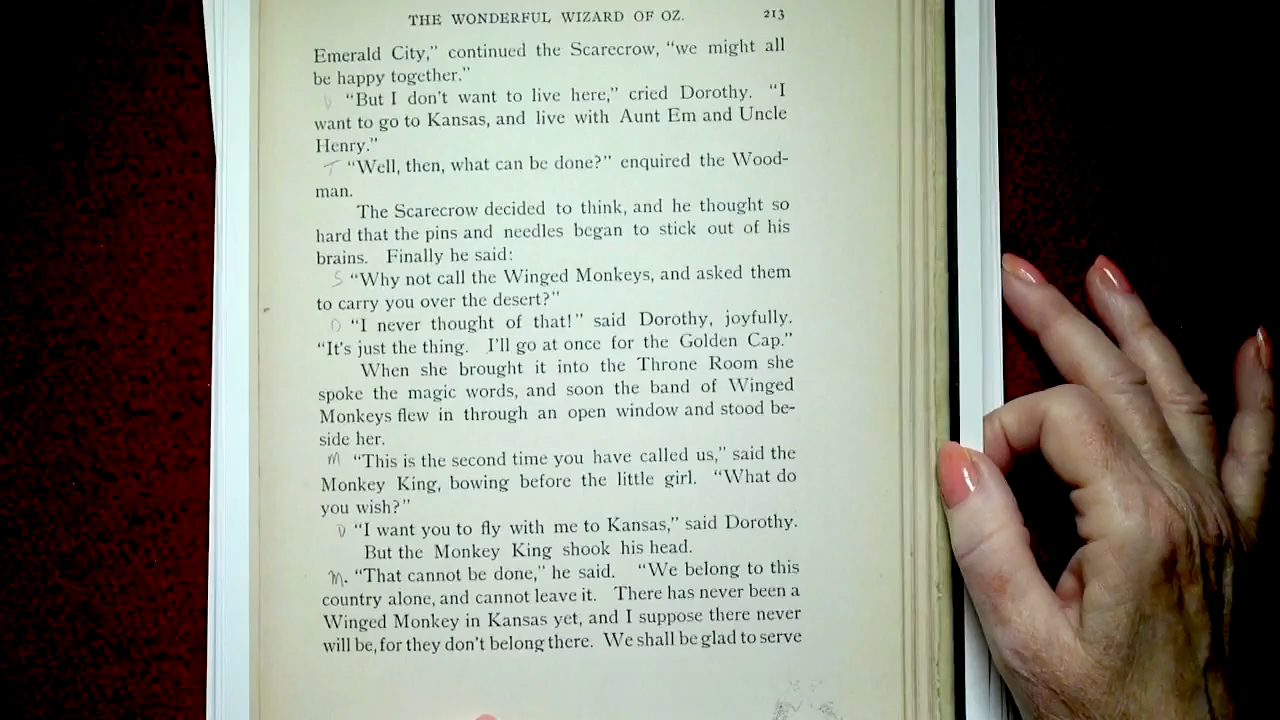 THE WONDERFUL WIZARD OF OZ. 213
Emerald City," continued the Scarecrow, "we might all
be happy together."
D "But I don't want to live here," cried Dorothy. "I
want to go to Kansas, and live with Aunt Em and Uncle
Henry."
T "Well, then, what can be done?" enquired the Wood-
man.
The Scarecrow decided to think, and he thought so
hard that the pins and needles began to stick out of his
brains. Finally he said:
S "Why not call the Winged Monkeys, and asked them
to carry you over the desert?"
D "I never thought of that!" said Dorothy, joyfully.
"It's just the thing. I'll go at once for the Golden Cap."
When she brought it into the Throne Room she
spoke the magic words, and soon the band of Winged
Monkeys flew in through an open window and stood be-
side her.
M "This is the second time you have called us," said the
Monkey King, bowing before the little girl. "What do
you wish?"
D "I want you to fly with me to Kansas," said Dorothy.
But the Monkey King shook his head.
M. "That cannot be done," he said. "We belong to this
country alone, and cannot leave it. There has never been a
Winged Monkey in Kansas yet, and I suppose there never
will be, for they don't belong there. We shall be glad to serve